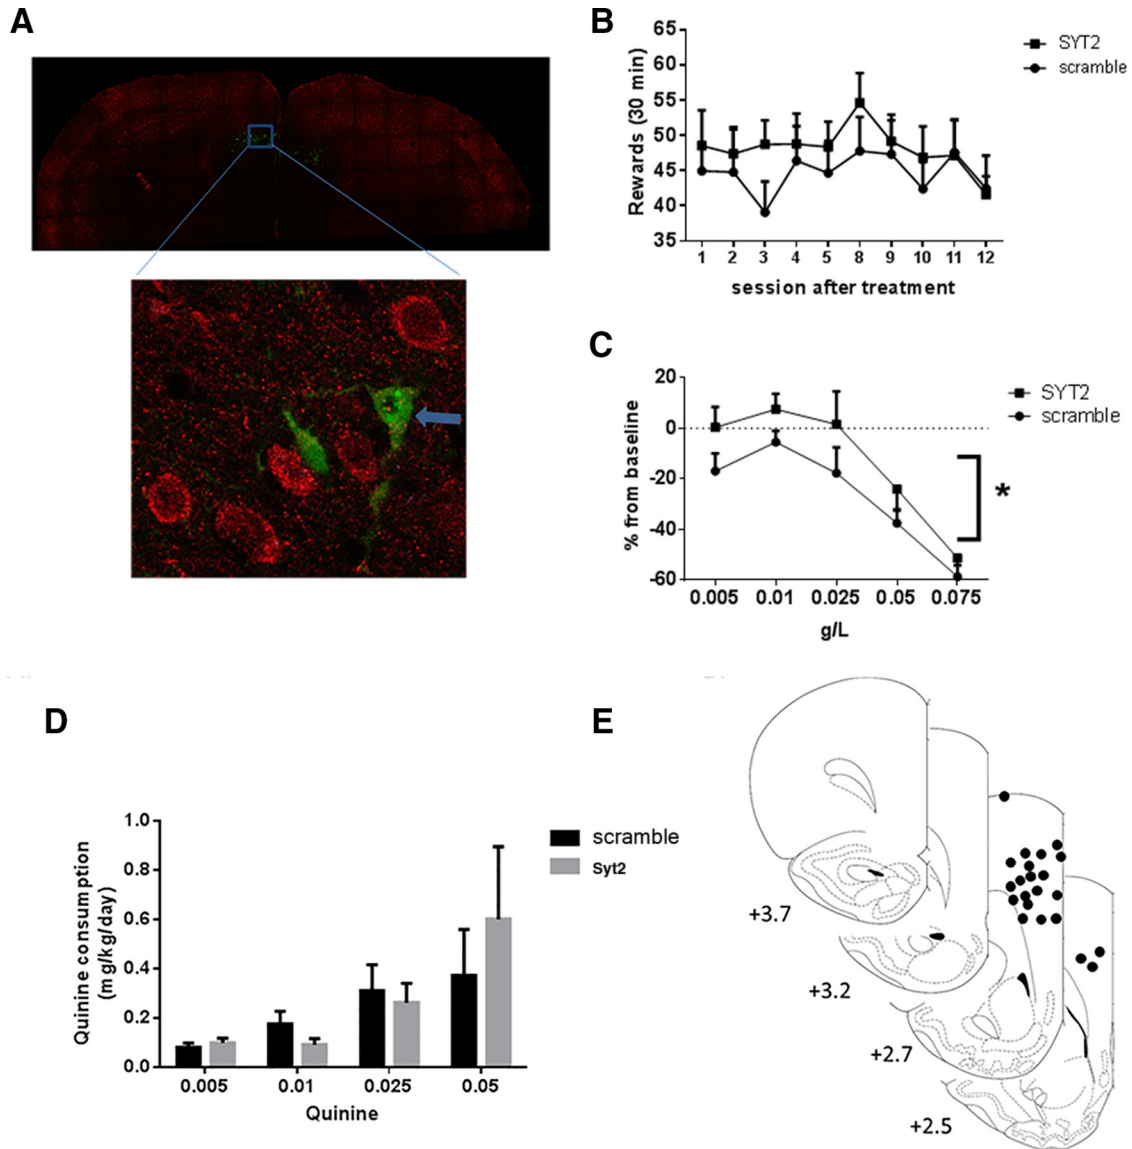 A
B
65
60
55
50
45
40
35
Rewards (30 min)
1 2 3 4 5 8 9 10 11 12
session after treatment
SYT2
scramble
C
20
0
-20
-40
-60
% from baseline
0.005 0.01 0.025 0.05 0.075
g/L
SYT2
scramble
*
D
1.0
0.8
0.6
0.4
0.2
0.0
Quinine consumption
(mg/kg/day)
0.005 0.01 0.025 0.05
Quinine
scramble
Syt2
E
+3.7
+3.2
+2.7
+2.5